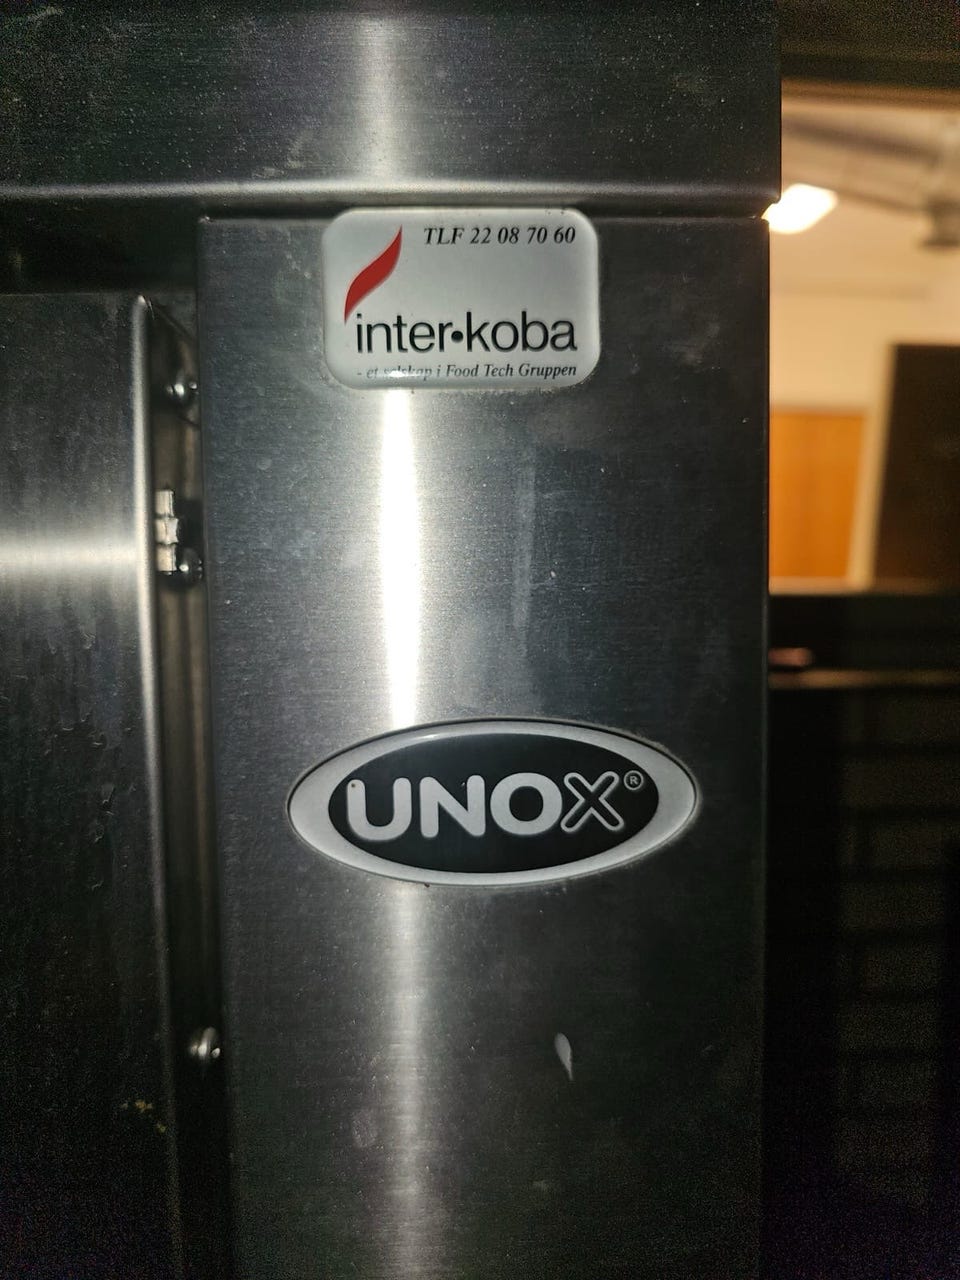 TLF 22 08 70 60
inter•koba
- et selskap i Food Tech Gruppen
UNOX®